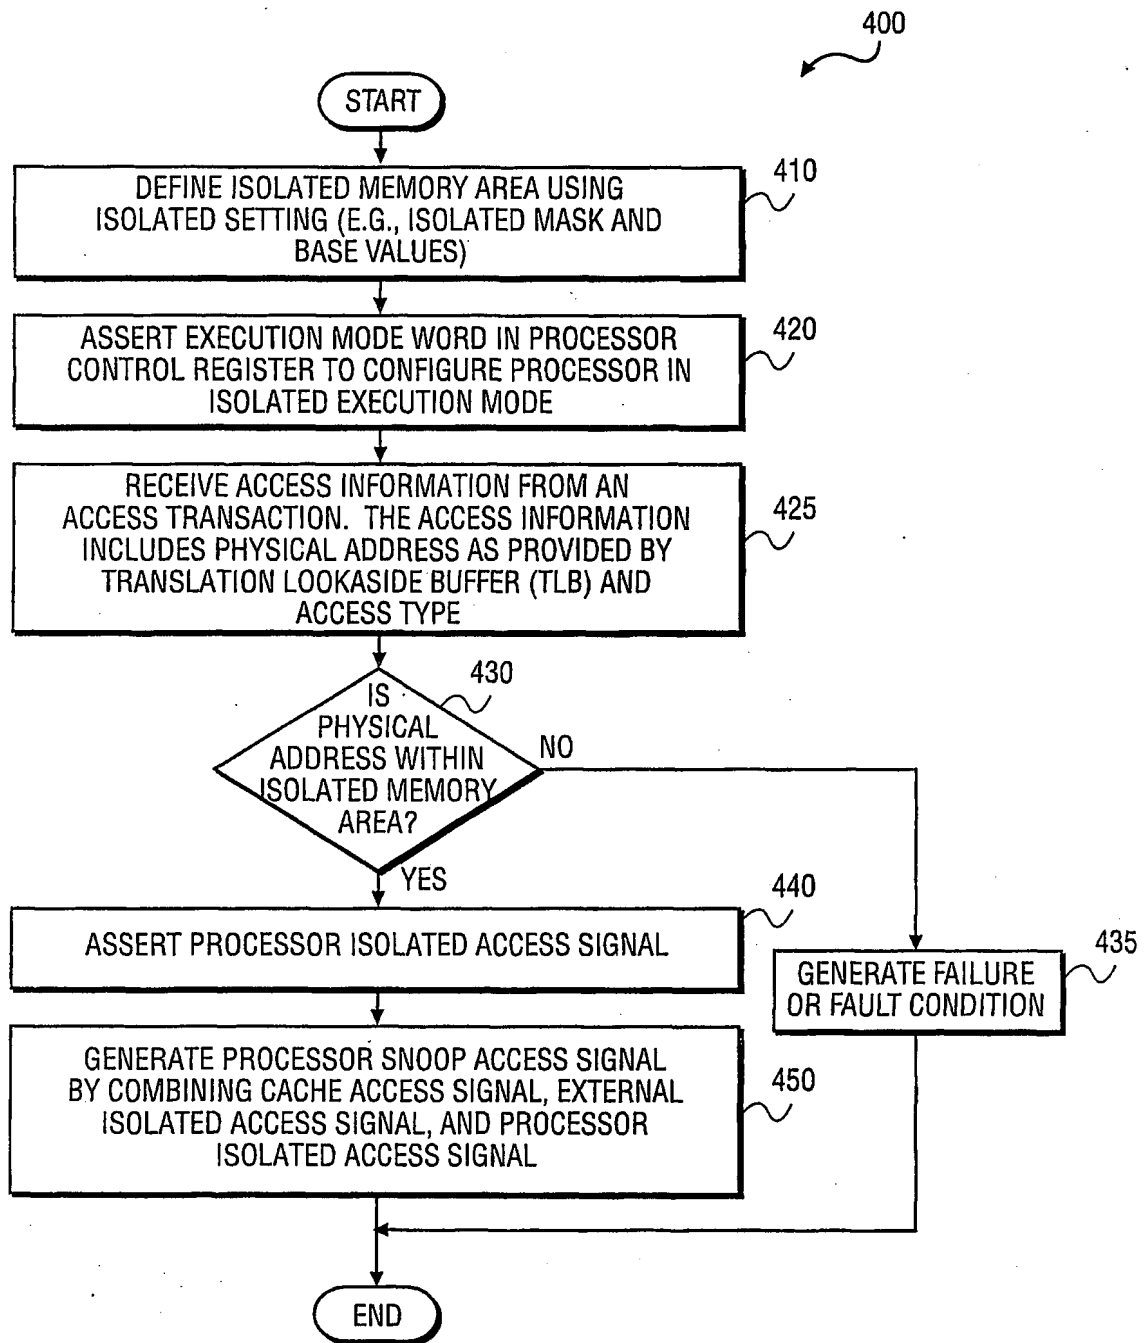 400
START
410
DEFINE ISOLATED MEMORY AREA USING
ISOLATED SETTING (E.G., ISOLATED MASK AND
BASE VALUES)
420
ASSERT EXECUTION MODE WORD IN PROCESSOR
CONTROL REGISTER TO CONFIGURE PROCESSOR IN
ISOLATED EXECUTION MODE
425
RECEIVE ACCESS INFORMATION FROM AN
ACCESS TRANSACTION. THE ACCESS INFORMATION
INCLUDES PHYSICAL ADDRESS AS PROVIDED BY
TRANSLATION LOOKASIDE BUFFER (TLB) AND
ACCESS TYPE
430
IS
PHYSICAL
ADDRESS WITHIN
ISOLATED MEMORY
AREA?
NO
YES
440
ASSERT PROCESSOR ISOLATED ACCESS SIGNAL
435
GENERATE FAILURE
OR FAULT CONDITION
450
GENERATE PROCESSOR SNOOP ACCESS SIGNAL
BY COMBINING CACHE ACCESS SIGNAL, EXTERNAL
ISOLATED ACCESS SIGNAL, AND PROCESSOR
ISOLATED ACCESS SIGNAL
END